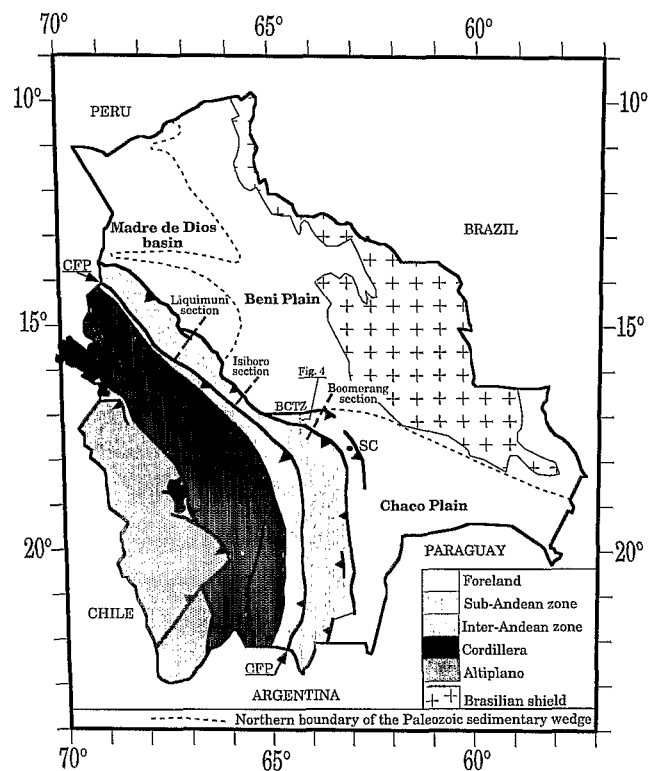 65° 60°
10° 10°
PERU
BRAZIL
Madre de Dios
basin
CFP
Beni Plain
Liquimuni
section
15° 15°
Isiboro
section
Fig. 4
Boomerang
section
BCTZ
SC
Chaco Plain
20° 20°
PARAGUAY
Foreland
Sub-Andean zone
Inter-Andean zone
CHILE
Cordillera
CFP
Altiplano
ARGENTINA
Brasilian shield
Northern boundary of the Paleozoic sedimentary wedge
70° 65° 60°